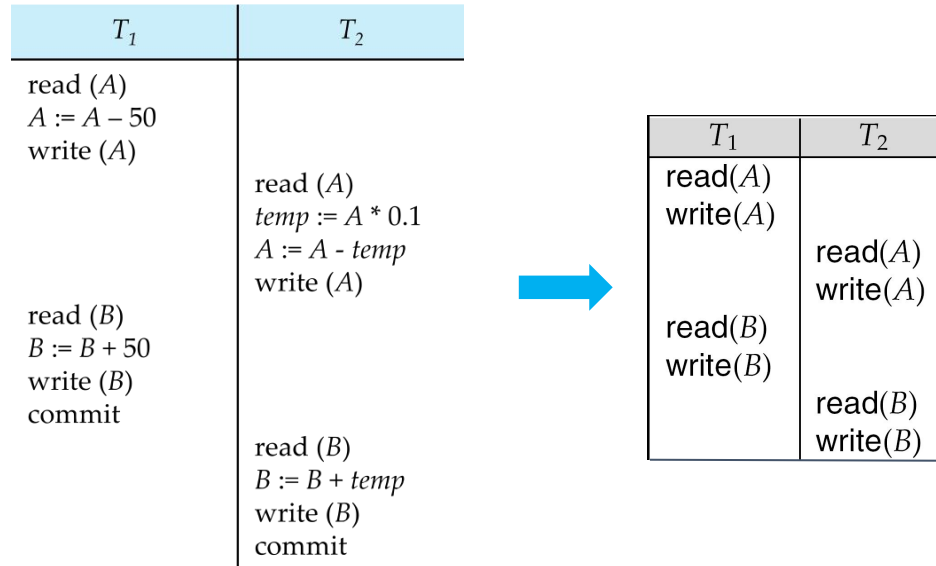 T1 T2
read (A)
A := A – 50
write (A)
read (A)
temp := A * 0.1
A := A - temp
write (A)
read (B)
B := B + 50
write (B)
commit
read (B)
B := B + temp
write (B)
commit
T1 T2
read(A)
write(A)
read(A)
write(A)
read(B)
write(B)
read(B)
write(B)